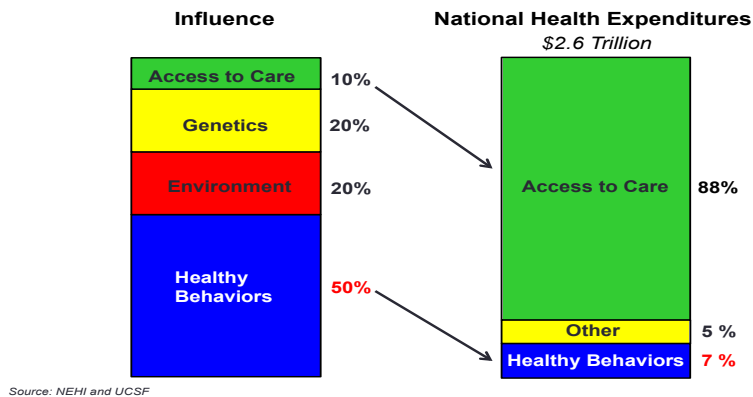 Influence
Access to Care 10%
Genetics 20%
Environment 20%
Healthy
Behaviors
50%
National Health Expenditures
$2.6 Trillion
Access to Care 88%
Other 5 %
Healthy Behaviors 7 %
Source: NEHI and UCSF